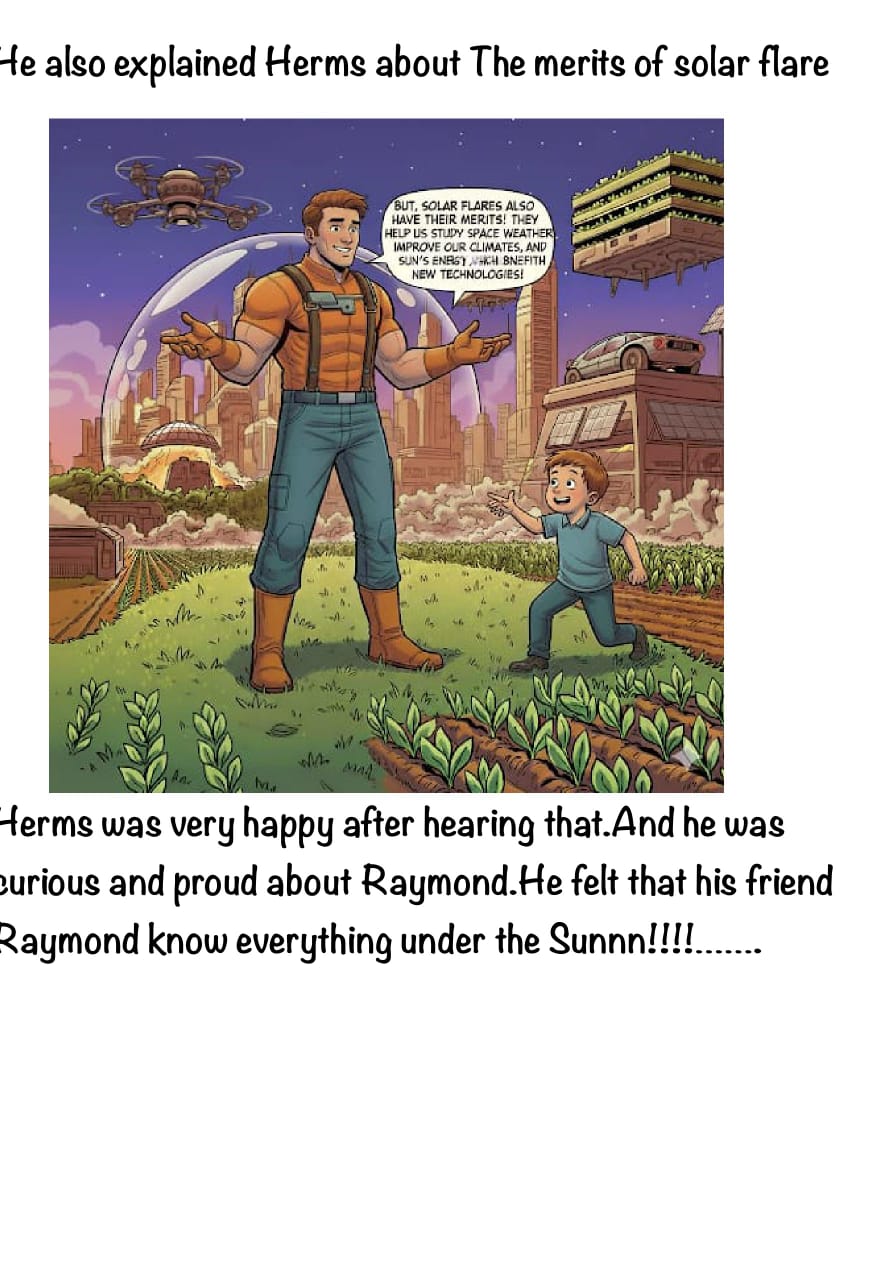 He also explained Herms about The merits of solar flare
BUT, SOLAR FLARES ALSO
HAVE THEIR MERITS! THEY
HELP US STUDY SPACE WEATHER
IMPROVE OUR CLIMATES, AND
SUN'S ENERGY BNEFITH
NEW TECHNOLOGIES!
Herms was very happy after hearing that.And he was
curious and proud about Raymond.He felt that his friend
Raymond know everything under the Sunnn!!!!.......